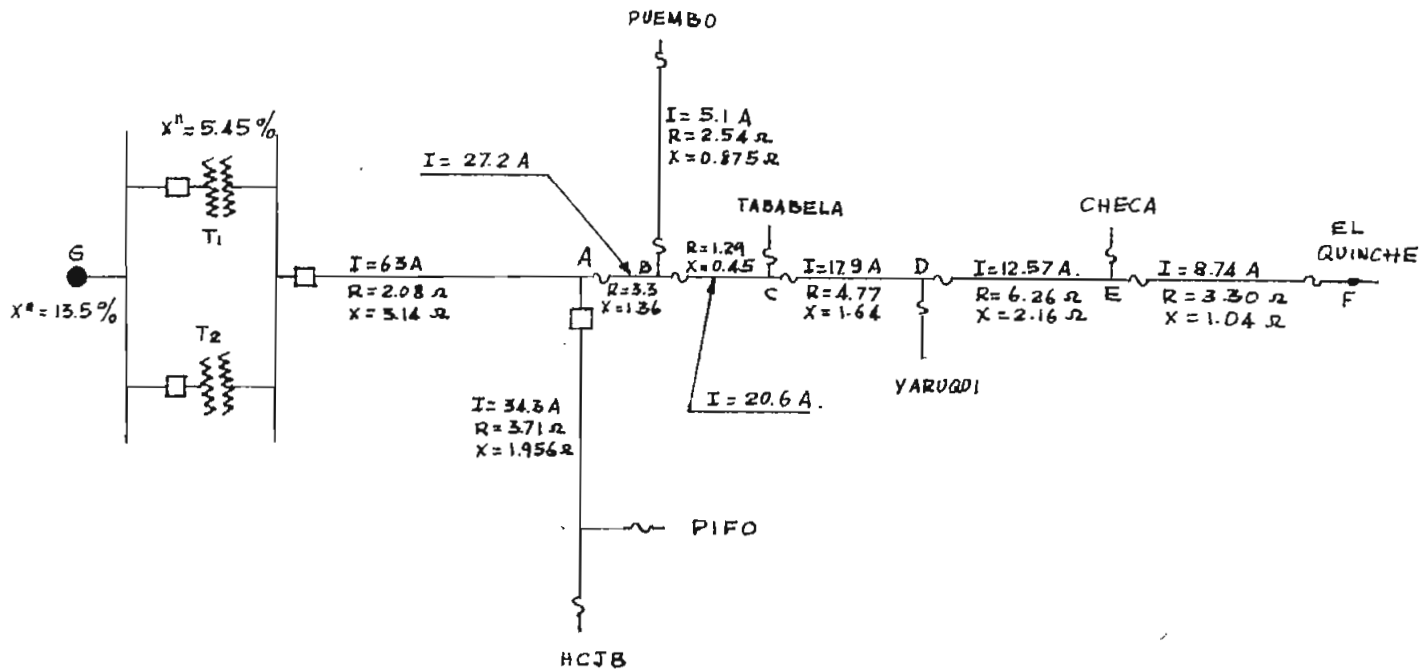 PUEMBO
X" = 5.45 %
T1
I = 27.2 A
I = 5.1 A
R = 2.54 Ω
X = 0.875 Ω
TABABELA
CHECA
EL
QUINCHE
G
X" = 13.5 %
I = 63 A
R = 2.08 Ω
A
B
R = 3.3
X = 1.36
R = 1.29
X = 0.45
C
I = 17.9 A
R = 4.77
X = 1.64
D
I = 12.57 A.
R = 6.26 Ω
X = 2.16 Ω
E
I = 8.74 A
R = 3.30 Ω
X = 1.04 Ω
F
T2
YARUQUI
I = 20.6 A.
I = 34.3 A
R = 3.71 Ω
X = 1.956 Ω
PIFO
HCJB